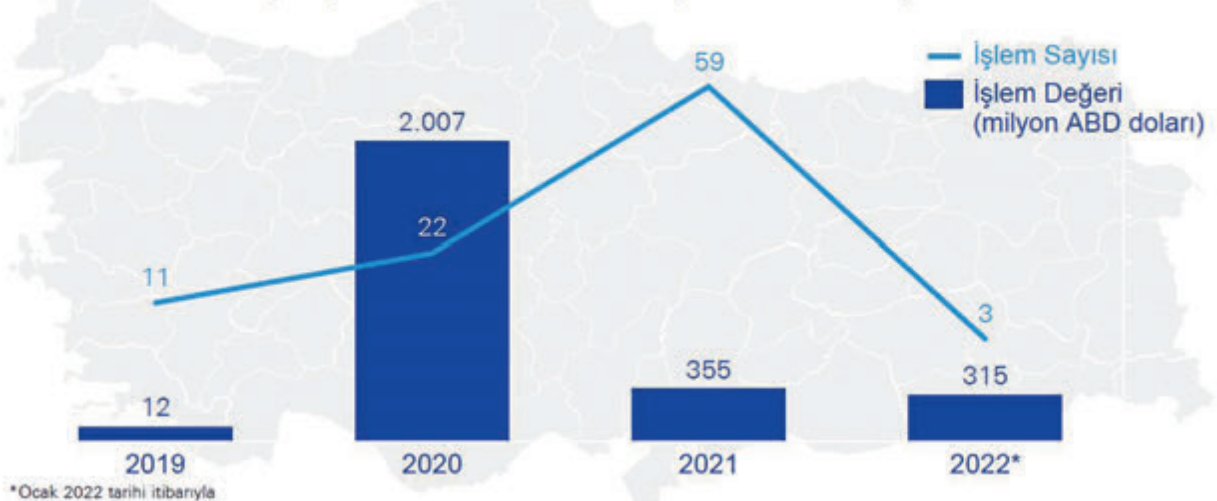 İşlem Sayısı
İşlem Değeri
(milyon ABD doları)
59
2.007
22
11
3
355
315
12
2019 2020 2021 2022*
*Ocak 2022 tarihi itibarıyla